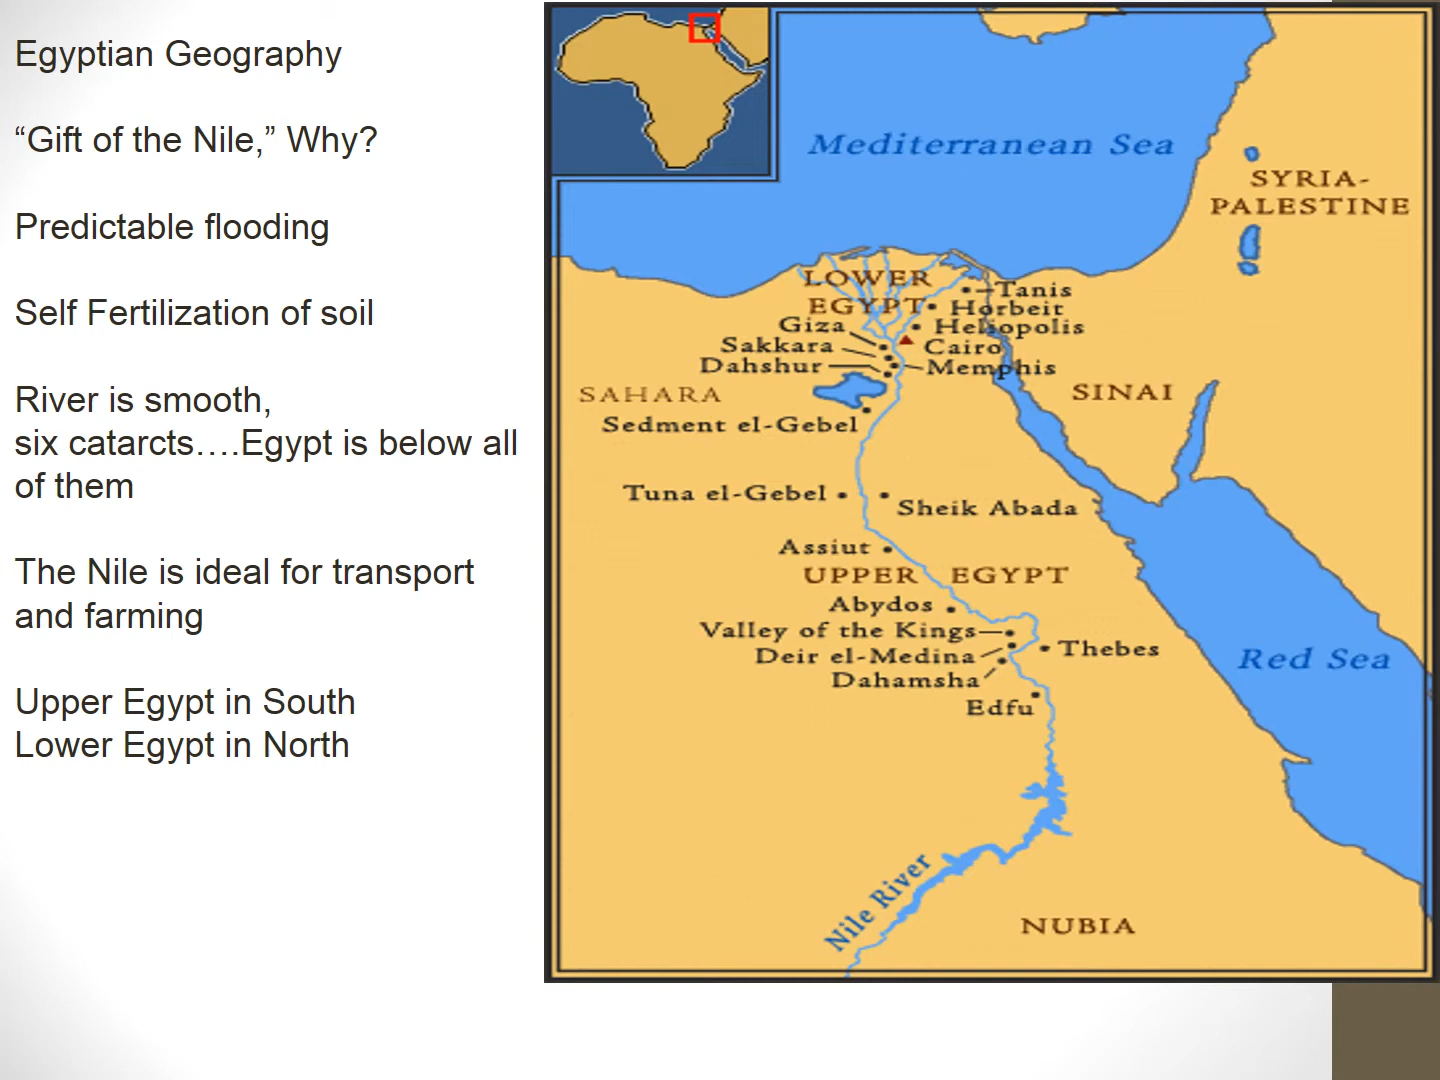 Egyptian Geography
“Gift of the Nile,” Why?
Predictable flooding
Self Fertilization of soil
River is smooth,
six catarcts….Egypt is below all
of them
The Nile is ideal for transport
and farming
Upper Egypt in South
Lower Egypt in North
Mediterranean Sea
SYRIA-
PALESTINE
LOWER
EGYPT
Tanis
Horbeit
Giza
Heliopolis
Sakkara
Cairo
Dahshur
Memphis
SAHARA
SINAI
Sedment el-Gebel
Tuna el-Gebel
Sheik Abada
Assiut
UPPER EGYPT
Abydos
Valley of the Kings
Thebes
Deir el-Medina
Dahamsha
Red Sea
Edfu
Nile River
NUBIA